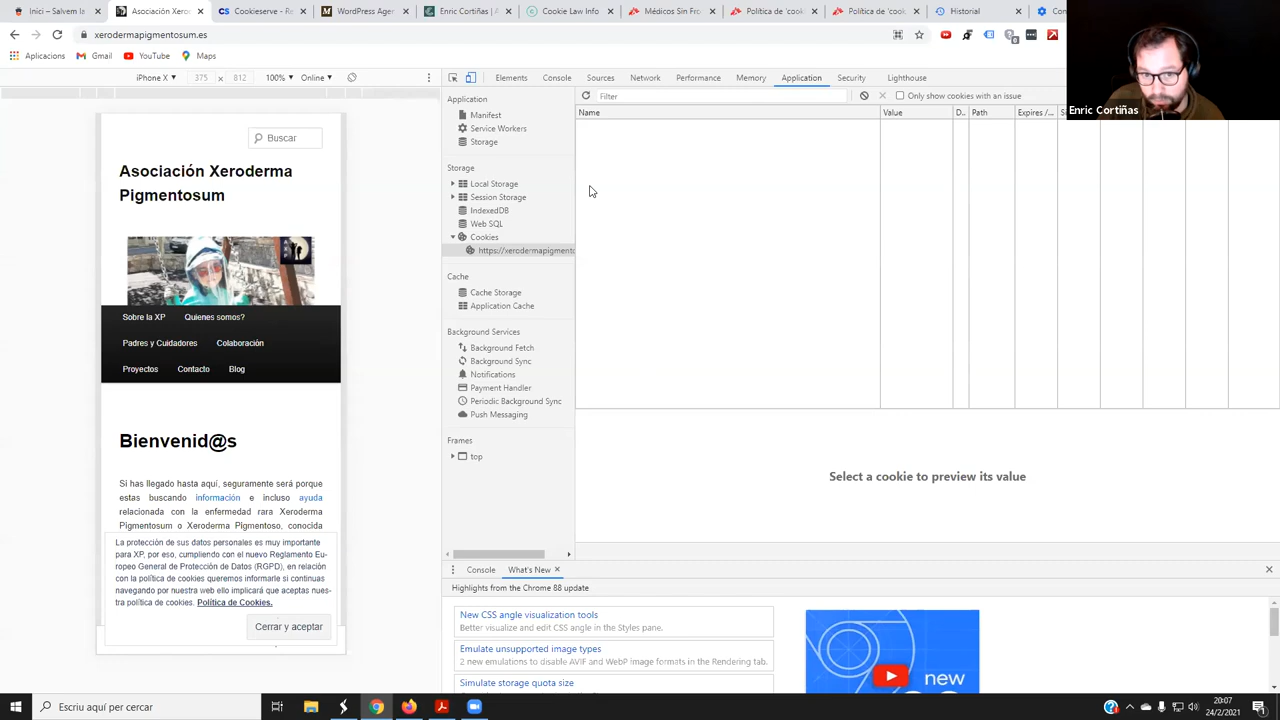 Inici – Salvem la
Asociación Xero
Cookieserve - Re
WordPress Agen
Enric Cortiñas | A
Cookie Law Info
Médicos Sin Fro
Política de 'cook
Política de 'cook
Historial
Con
xerodermapigmentosum.es
Aplicacions
Gmail
YouTube
Maps
iPhone X ▼ 375 × 812 100% ▼ Online ▼
Elements Console Sources Network Performance Memory Application Security Lighthouse
Enric Cortiñas
Buscar
Asociación Xeroderma
Pigmentosum
Sobre la XP Quienes somos?
Padres y Cuidadores Colaboración
Proyectos Contacto Blog
Bienvenid@s
Si has llegado hasta aquí, seguramente será porque
estas buscando información e incluso ayuda
relacionada con la enfermedad rara Xeroderma
Pigmentosum o Xeroderma Pigmentoso, conocida
La protección de sus datos personales es muy importante
para XP, por eso, cumpliendo con el nuevo Reglamento Eu-
ropeo General de Protección de Datos (RGPD), en relación
con la política de cookies queremos informarle si continuas
navegando por nuestra web ello implicará que aceptas nues-
tra política de cookies. Política de Cookies.
Cerrar y aceptar
Application
Manifest
Service Workers
Storage
Storage
Local Storage
Session Storage
IndexedDB
Web SQL
Cookies
https://xerodermapigmento
Cache
Cache Storage
Application Cache
Background Services
Background Fetch
Background Sync
Notifications
Payment Handler
Periodic Background Sync
Push Messaging
Frames
top
Filter
Only show cookies with an issue
Name Value D.. Path Expires /...
Select a cookie to preview its value
Console What's New ×
Highlights from the Chrome 88 update
New CSS angle visualization tools
Better visualize and edit CSS angle in the Styles pane.
Emulate unsupported image types
2 new emulations to disable AVIF and WebP image formats in the Rendering tab.
Simulate storage quota size
new
Escriu aquí per cercar
20:07
24/2/2021